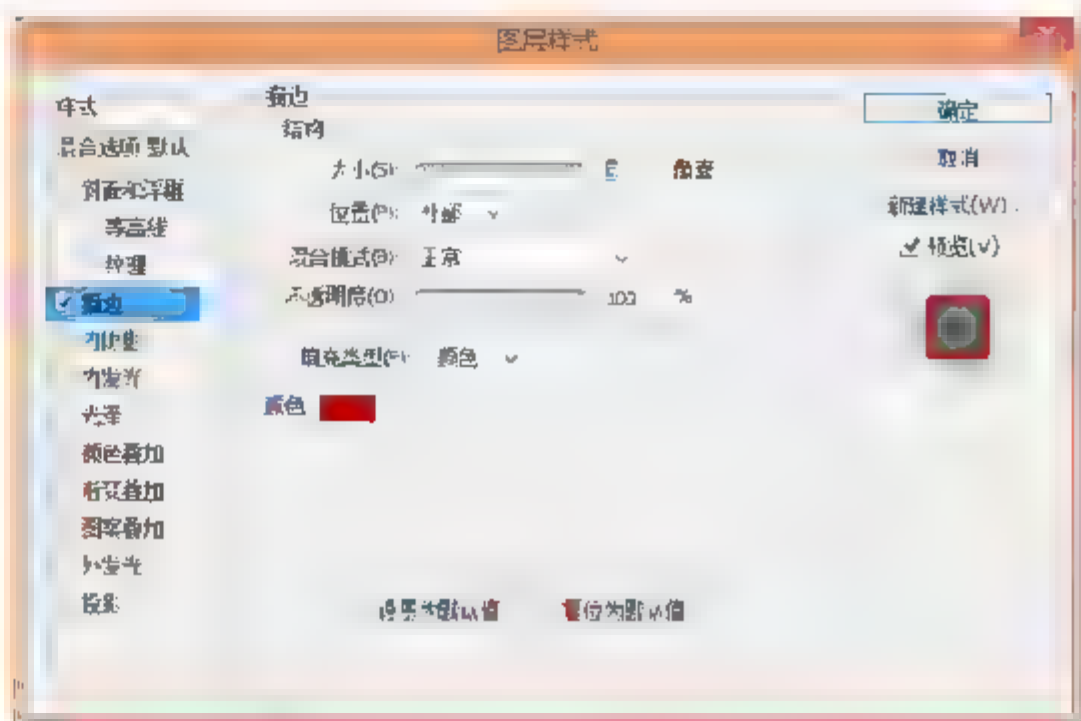 图层样式
样式
混合选项:默认
斜面和浮雕
等高线
纹理
描边
内阴影
内发光
光泽
颜色叠加
渐变叠加
图案叠加
外发光
投影
描边
结构
大小(S):
像素
位置(P): 外部
混合模式(B): 正常
不透明度(O): 100 %
填充类型(F): 颜色
颜色
设置为默认值 复位为默认值
确定
取消
新建样式(W)...
预览(V)